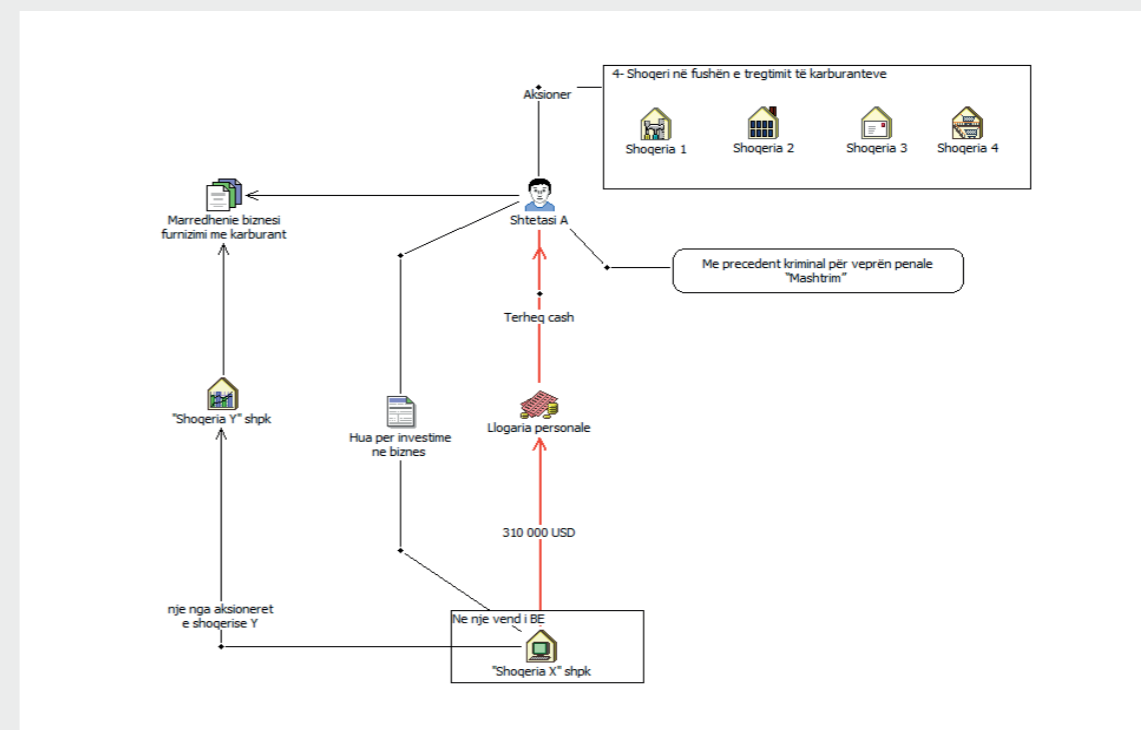 4- Shoqeri në fushën e tregtimit të karburanteve
Aksioner
Shoqeria 1
Shoqeria 2
Shoqeria 3
Shoqeria 4
Marredhenie biznesi
furnizimi me karburant
Shtetasi A
Me precedent kriminal për veprën penale
"Mashtrim"
Terheq cash
"Shoqeria Y" shpk
Hua per investime
ne biznes
Llogaria personale
310 000 USD
nje nga aksioneret
e shoqerise Y
Ne nje vend i BE
"Shoqeria X" shpk